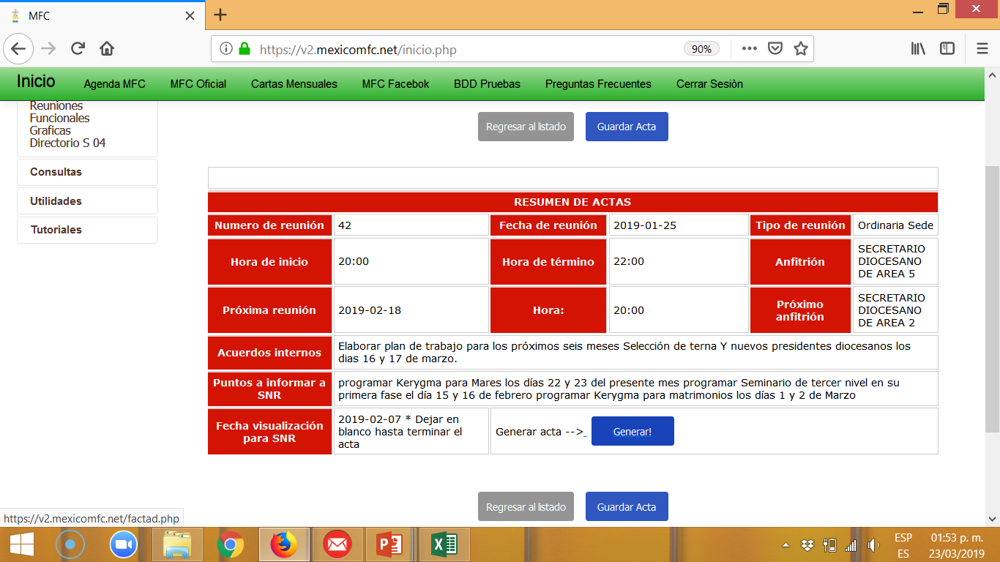 MFC
https://v2.mexicomfc.net/inicio.php
90%
Inicio
Agenda MFC
MFC Oficial
Cartas Mensuales
MFC Facebok
BDD Pruebas
Preguntas Frecuentes
Cerrar Sesiòn
Reuniones
Funcionales
Graficas
Directorio S 04
Consultas
Utilidades
Tutoriales
Regresar al listado
Guardar Acta
RESUMEN DE ACTAS
Numero de reunión
42
Fecha de reunión
2019-01-25
Tipo de reunión
Ordinaria Sede
Hora de inicio
20:00
Hora de término
22:00
Anfitrión
SECRETARIO
DIOCESANO
DE AREA 5
Próxima reunión
2019-02-18
Hora:
20:00
Próximo
anfitrión
SECRETARIO
DIOCESANO
DE AREA 2
Acuerdos internos
Elaborar plan de trabajo para los próximos seis meses Selección de terna Y nuevos presidentes diocesanos los
dias 16 y 17 de marzo.
Puntos a informar a
SNR
programar Kerygma para Mares los días 22 y 23 del presente mes programar Seminario de tercer nivel en su
primera fase el día 15 y 16 de febrero programar Kerygma para matrimonios los días 1 y 2 de Marzo
Fecha visualización
para SNR
2019-02-07 * Dejar en
blanco hasta terminar el
acta
Generar acta -->
Generar!
Regresar al listado
Guardar Acta
https://v2.mexicomfc.net/factad.php
ESP
ES
01:53 p. m.
23/03/2019